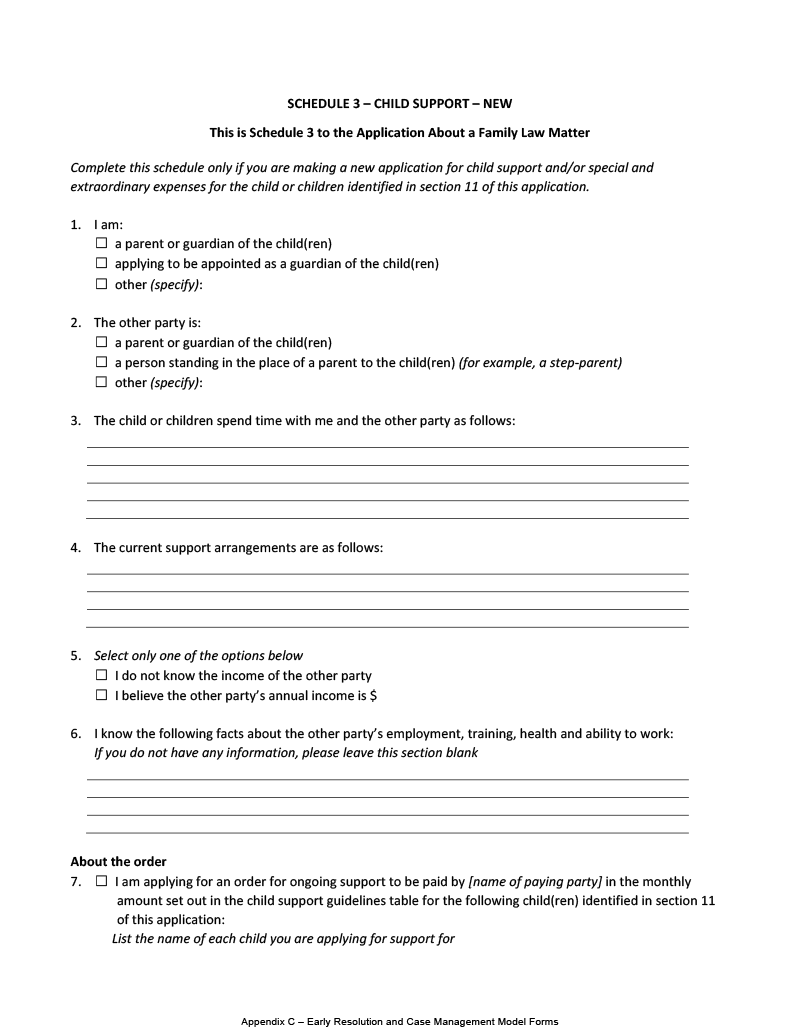 SCHEDULE 3 – CHILD SUPPORT – NEW
This is Schedule 3 to the Application About a Family Law Matter
Complete this schedule only if you are making a new application for child support and/or special and
extraordinary expenses for the child or children identified in section 11 of this application.
1. I am:
☐ a parent or guardian of the child(ren)
☐ applying to be appointed as a guardian of the child(ren)
☐ other (specify):
2. The other party is:
☐ a parent or guardian of the child(ren)
☐ a person standing in the place of a parent to the child(ren) (for example, a step-parent)
☐ other (specify):
3. The child or children spend time with me and the other party as follows:
4. The current support arrangements are as follows:
5. Select only one of the options below
☐ I do not know the income of the other party
☐ I believe the other party’s annual income is $
6. I know the following facts about the other party’s employment, training, health and ability to work:
If you do not have any information, please leave this section blank
About the order
7. ☐ I am applying for an order for ongoing support to be paid by [name of paying party] in the monthly
amount set out in the child support guidelines table for the following child(ren) identified in section 11
of this application:
List the name of each child you are applying for support for
Appendix C – Early Resolution and Case Management Model Forms